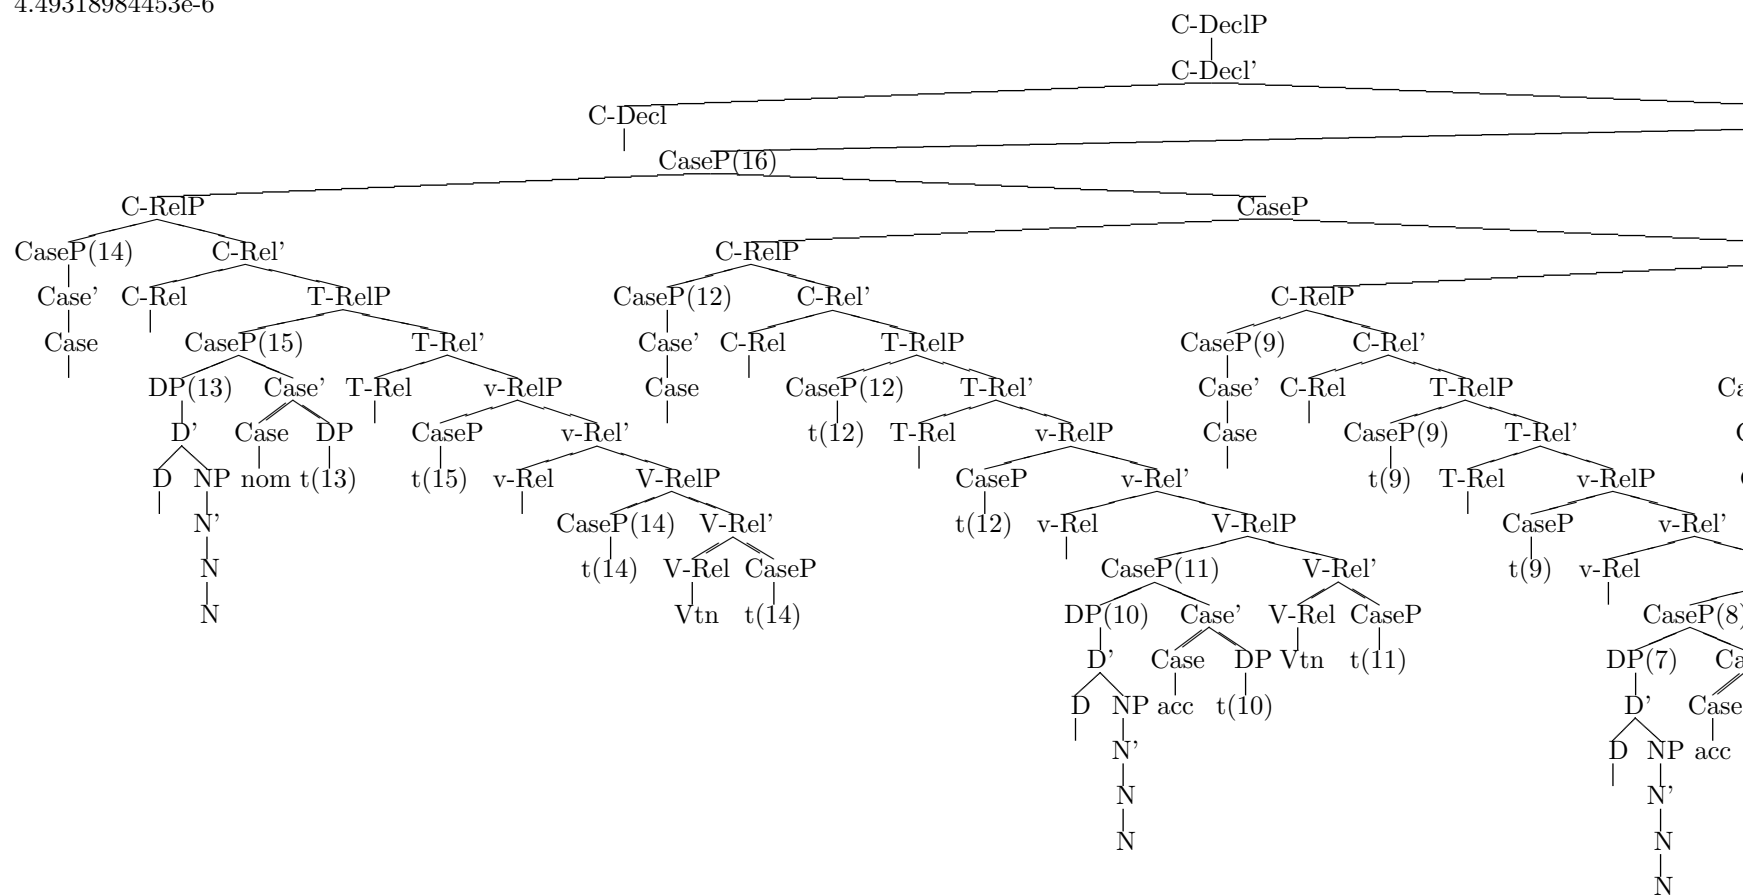 4.49318984453e-6
C-DeclP
C-Decl'
C-Decl
CaseP(16)
C-RelP CaseP
CaseP(14) C-Rel' C-RelP
Case' C-Rel T-RelP CaseP(12) C-Rel' C-RelP
Case CaseP(15) T-Rel' Case' C-Rel T-RelP CaseP(9) C-Rel'
DP(13) Case' T-Rel v-RelP Case CaseP(12) T-Rel' Case' C-Rel T-RelP Ca
D' Case DP CaseP v-Rel' t(12) T-Rel v-RelP Case CaseP(9) T-Rel'
D NP nom t(13) t(15) v-Rel V-RelP CaseP v-Rel' t(9) T-Rel v-RelP
N' CaseP(14) V-Rel' t(12) v-Rel V-RelP CaseP v-Rel'
N t(14) V-Rel CaseP CaseP(11) V-Rel' t(9) v-Rel
N Vtn t(14) DP(10) Case' V-Rel CaseP CaseP(8)
D' Case DP Vtn t(11) DP(7) Ca
D NP acc t(10) D' Case
N' D NP acc
N N'
N N
N